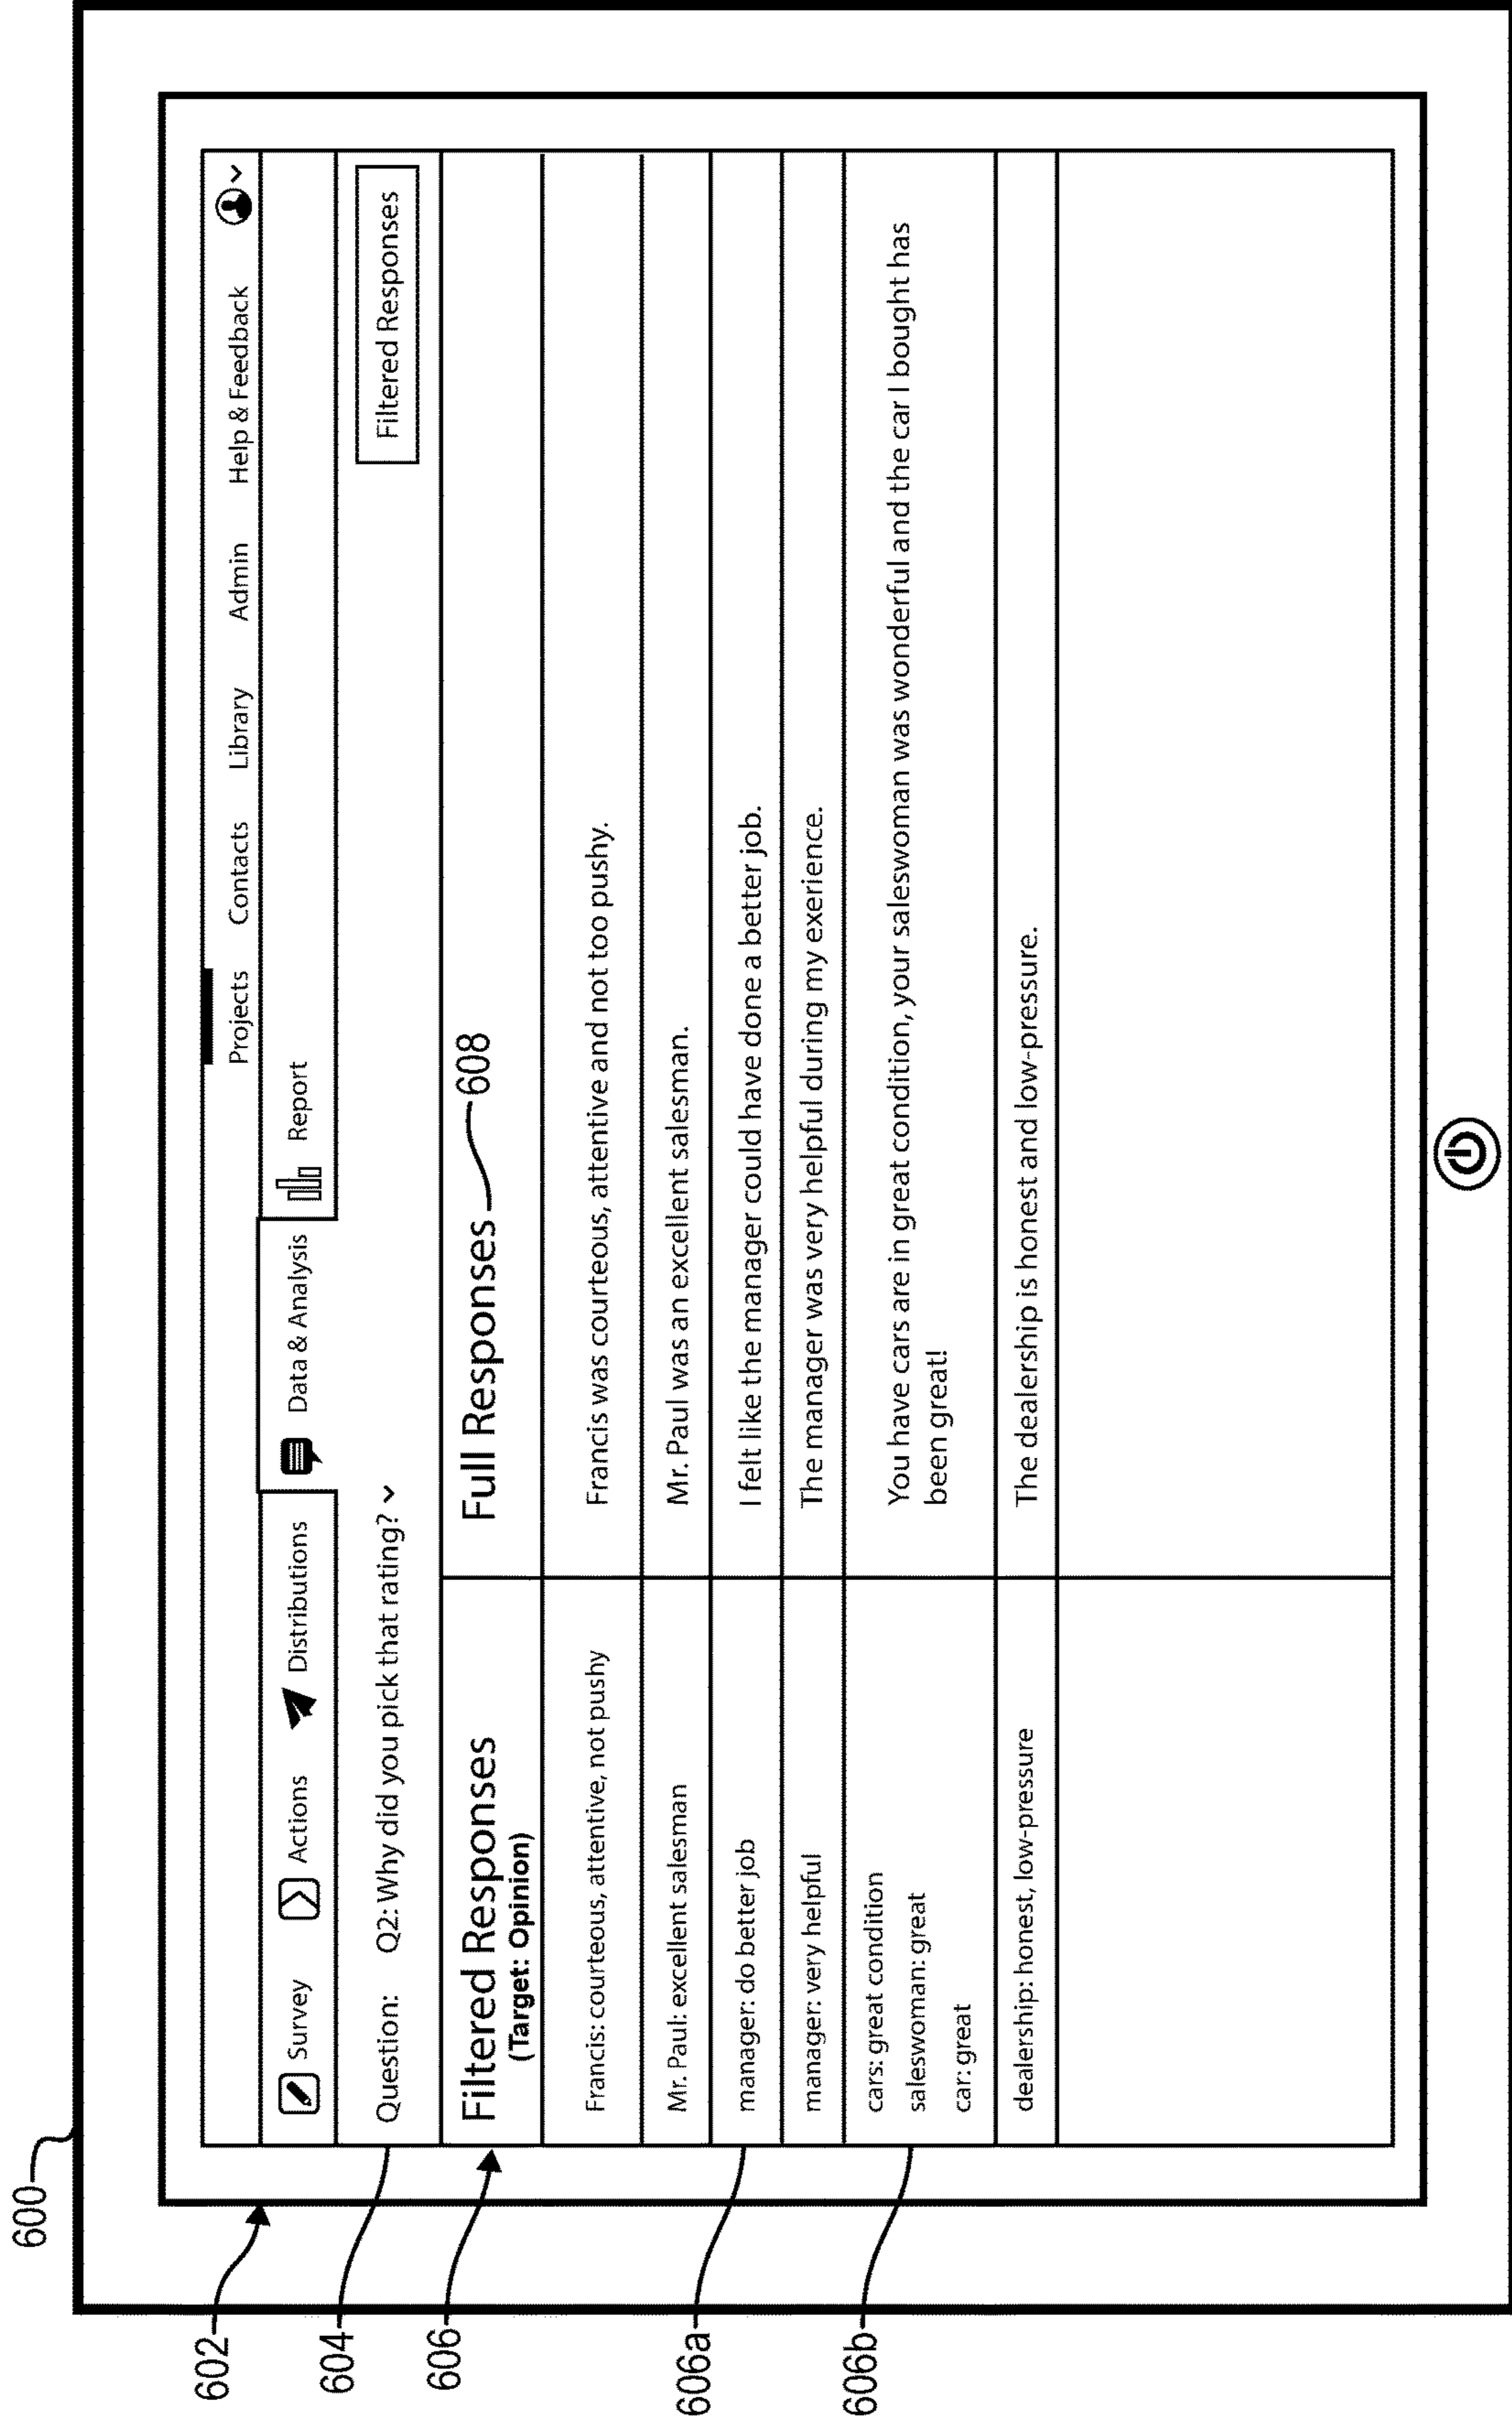 600
602
604
606
606a
606b
Projects Contacts Library Admin Help & Feedback
Survey Actions Distributions Data & Analysis Report
Question: Q2: Why did you pick that rating? Filtered Responses
Filtered Responses
(Target: Opinion)
Full Responses 608
Francis: courteous, attentive, not pushy
Francis was courteous, attentive and not too pushy.
Mr. Paul: excellent salesman
Mr. Paul was an excellent salesman.
manager: do better job
I felt like the manager could have done a better job.
manager: very helpful
The manager was very helpful during my exerience.
cars: great condition
saleswoman: great
car: great
You have cars are in great condition, your saleswoman was wonderful and the car I bought has
been great!
dealership: honest, low-pressure
The dealership is honest and low-pressure.